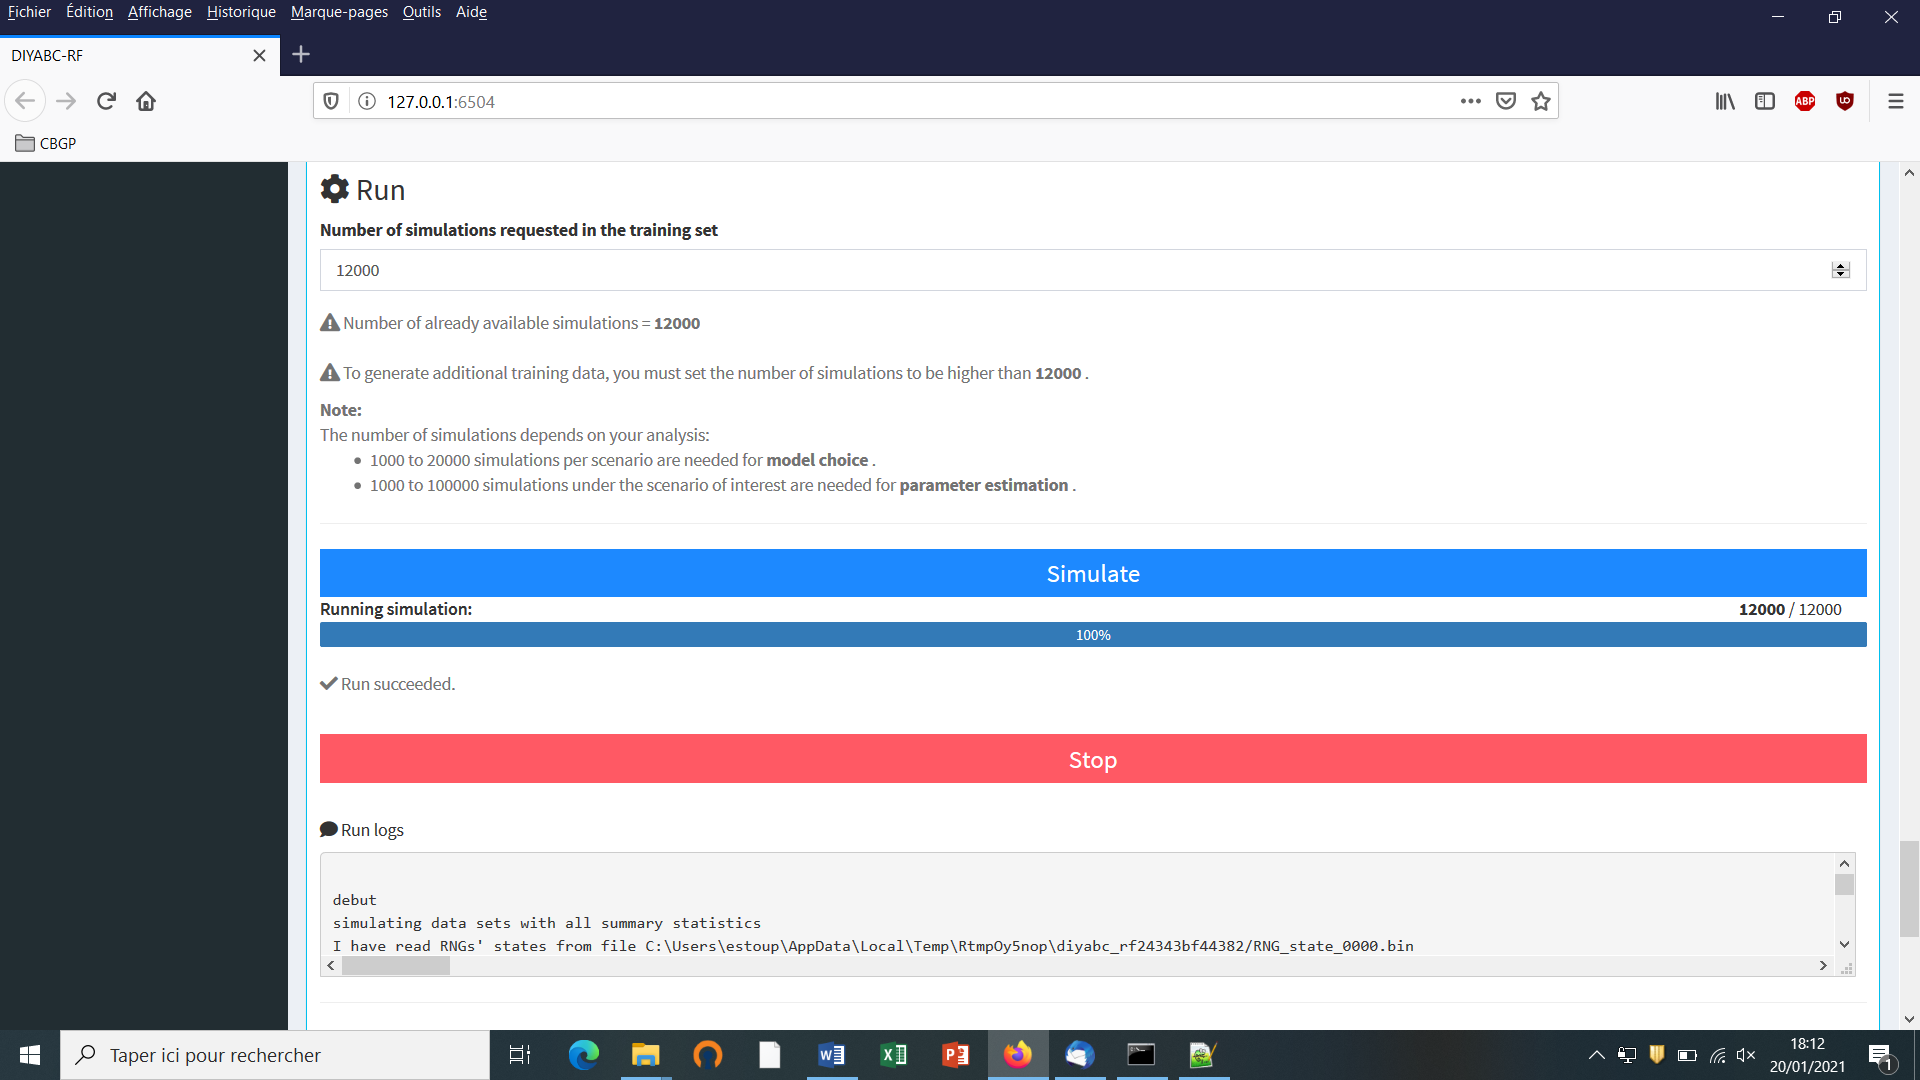 Fichier Édition Affichage Historique Marque-pages Outils Aide
DIYABC-RF
127.0.0.1:6504
ABP
CBGP
Run
Number of simulations requested in the training set
12000
Number of already available simulations = 12000
To generate additional training data, you must set the number of simulations to be higher than 12000 .
Note:
The number of simulations depends on your analysis:
1000 to 20000 simulations per scenario are needed for model choice .
1000 to 100000 simulations under the scenario of interest are needed for parameter estimation .
Simulate
Running simulation: 12000 / 12000
100%
Run succeeded.
Stop
Run logs
debut
simulating data sets with all summary statistics
I have read RNGs' states from file C:\Users\estoup\AppData\Local\Temp\RtmpOy5nop\diyabc_rf24343bf44382/RNG_state_0000.bin
Taper ici pour rechercher
18:12
20/01/2021
1